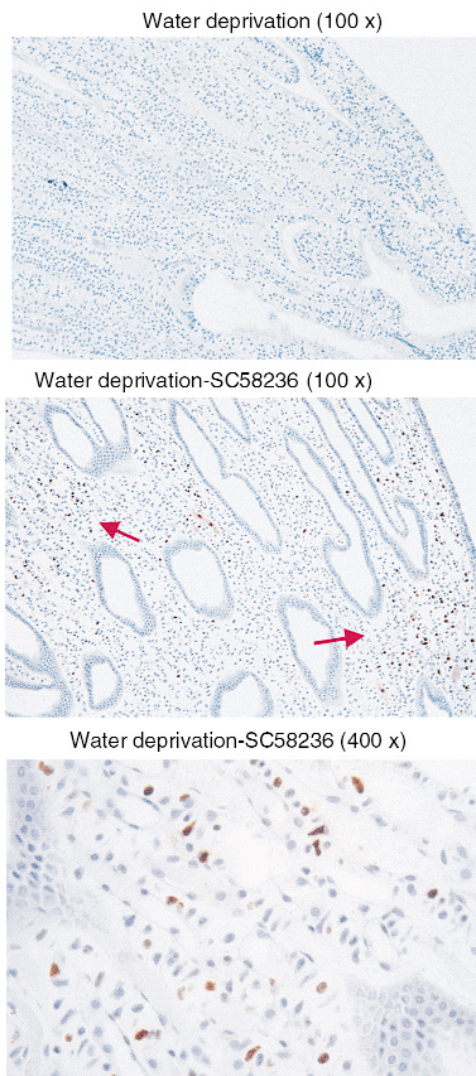 Water deprivation (100 x)
Water deprivation-SC58236 (100 x)
Water deprivation-SC58236 (400 x)